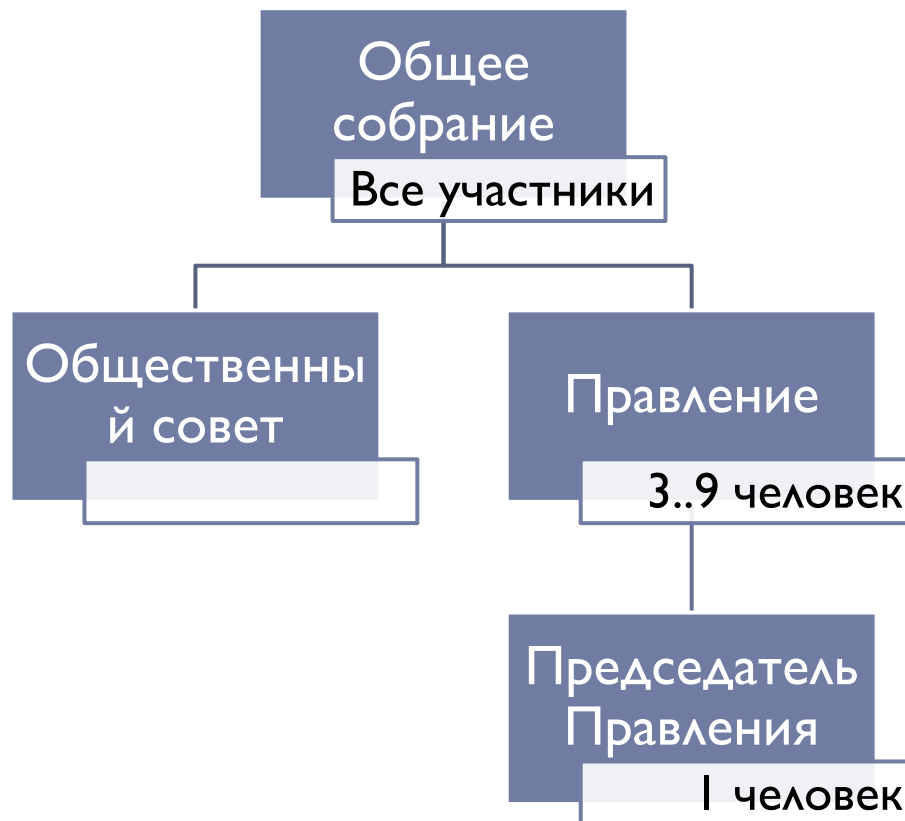 Общее
собрание
Все участники
Общественны
й совет
Правление
3..9 человек
Председатель
Правления
1 человек